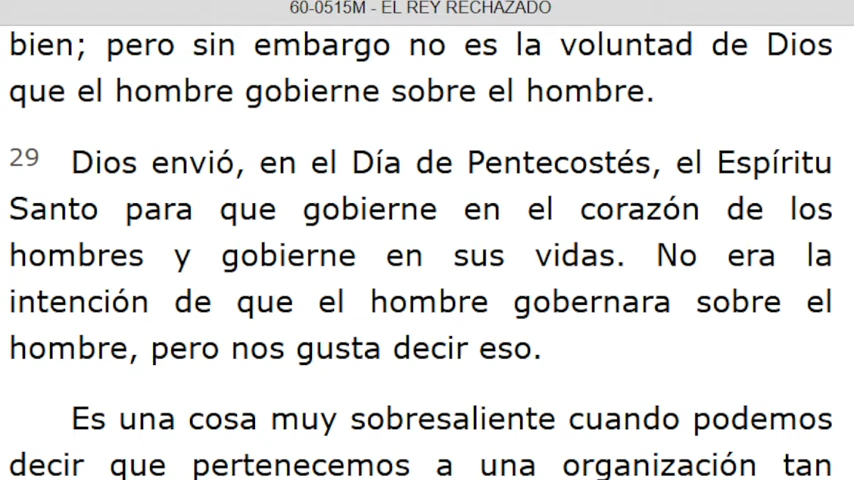 60-0515M - EL REY RECHAZADO
bien; pero sin embargo no es la voluntad de Dios
que el hombre gobierne sobre el hombre.
29 Dios envió, en el Día de Pentecostés, el Espíritu
Santo para que gobierne en el corazón de los
hombres y gobierne en sus vidas. No era la
intención de que el hombre gobernara sobre el
hombre, pero nos gusta decir eso.
Es una cosa muy sobresaliente cuando podemos
decir que pertenecemos a una organización tan